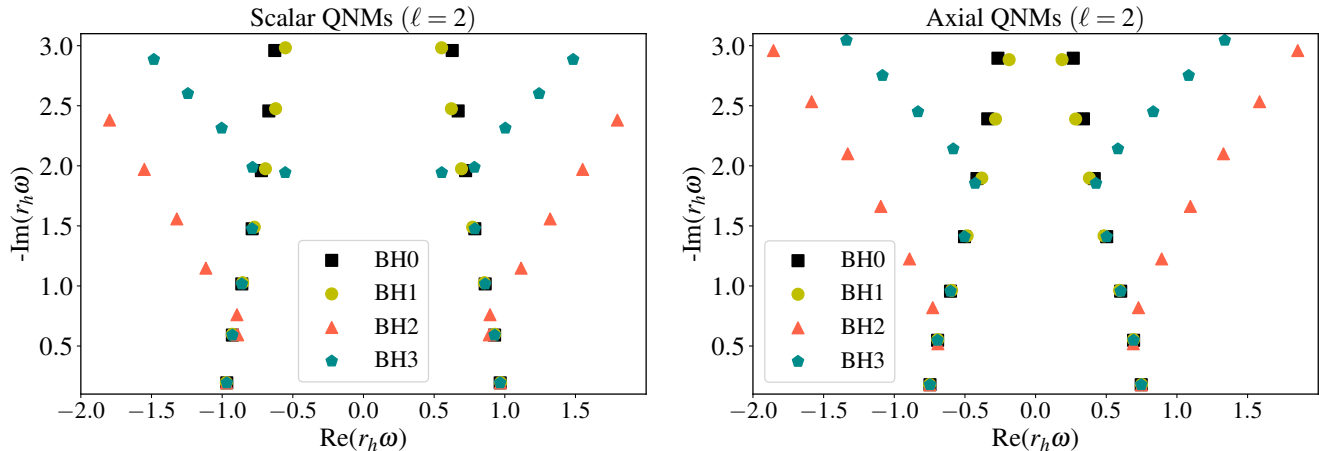 Scalar QNMs (ℓ = 2)
3.0
2.5
2.0
1.5
1.0
0.5
-Im(r_hω)
BH0
BH1
BH2
BH3
−2.0 −1.5 −1.0 −0.5 0.0 0.5 1.0 1.5
Re(r_hω)
Axial QNMs (ℓ = 2)
3.0
2.5
2.0
1.5
1.0
0.5
-Im(r_hω)
BH0
BH1
BH2
BH3
−2.0 −1.5 −1.0 −0.5 0.0 0.5 1.0 1.5
Re(r_hω)